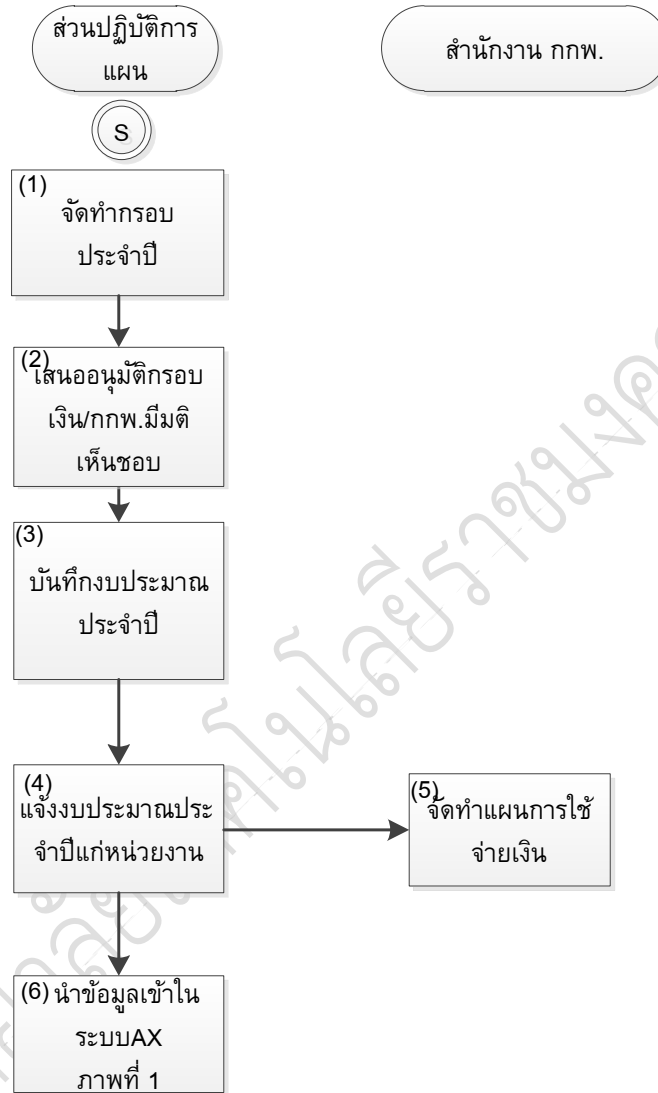 ส่วนปฏิบัติการ
แผน
สำนักงาน กกพ.
S
(1)
จัดทำกรอบ
ประจำปี
(2)
เสนออนุมัติกรอบ
เงิน/กกพ.มีมติ
เห็นชอบ
(3)
บันทึกงบประมาณ
ประจำปี
(4)
แจ้งงบประมาณประ
จำปีแก่หน่วยงาน
(5)
จัดทำแผนการใช้
จ่ายเงิน
(6) นำข้อมูลเข้าใน
ระบบAX
ภาพที่ 1